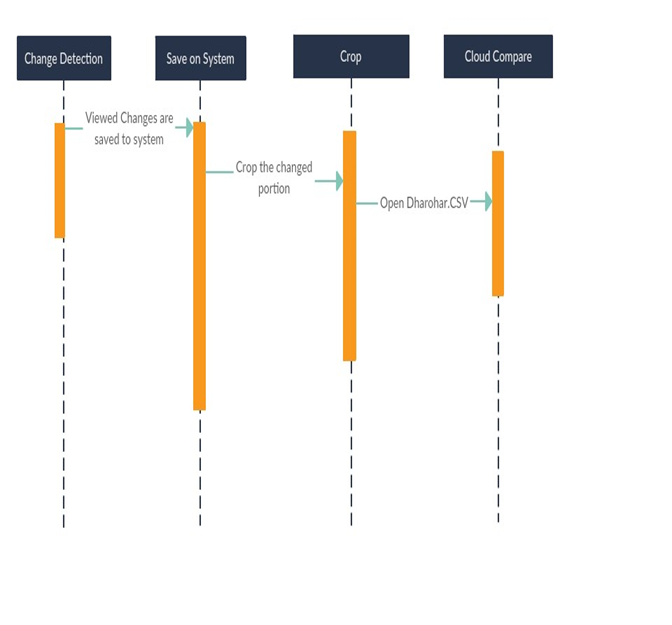 Change Detection
Save on System
Crop
Cloud Compare
Viewed Changes are
saved to system
Crop the changed
portion
Open Dharohar.CSV